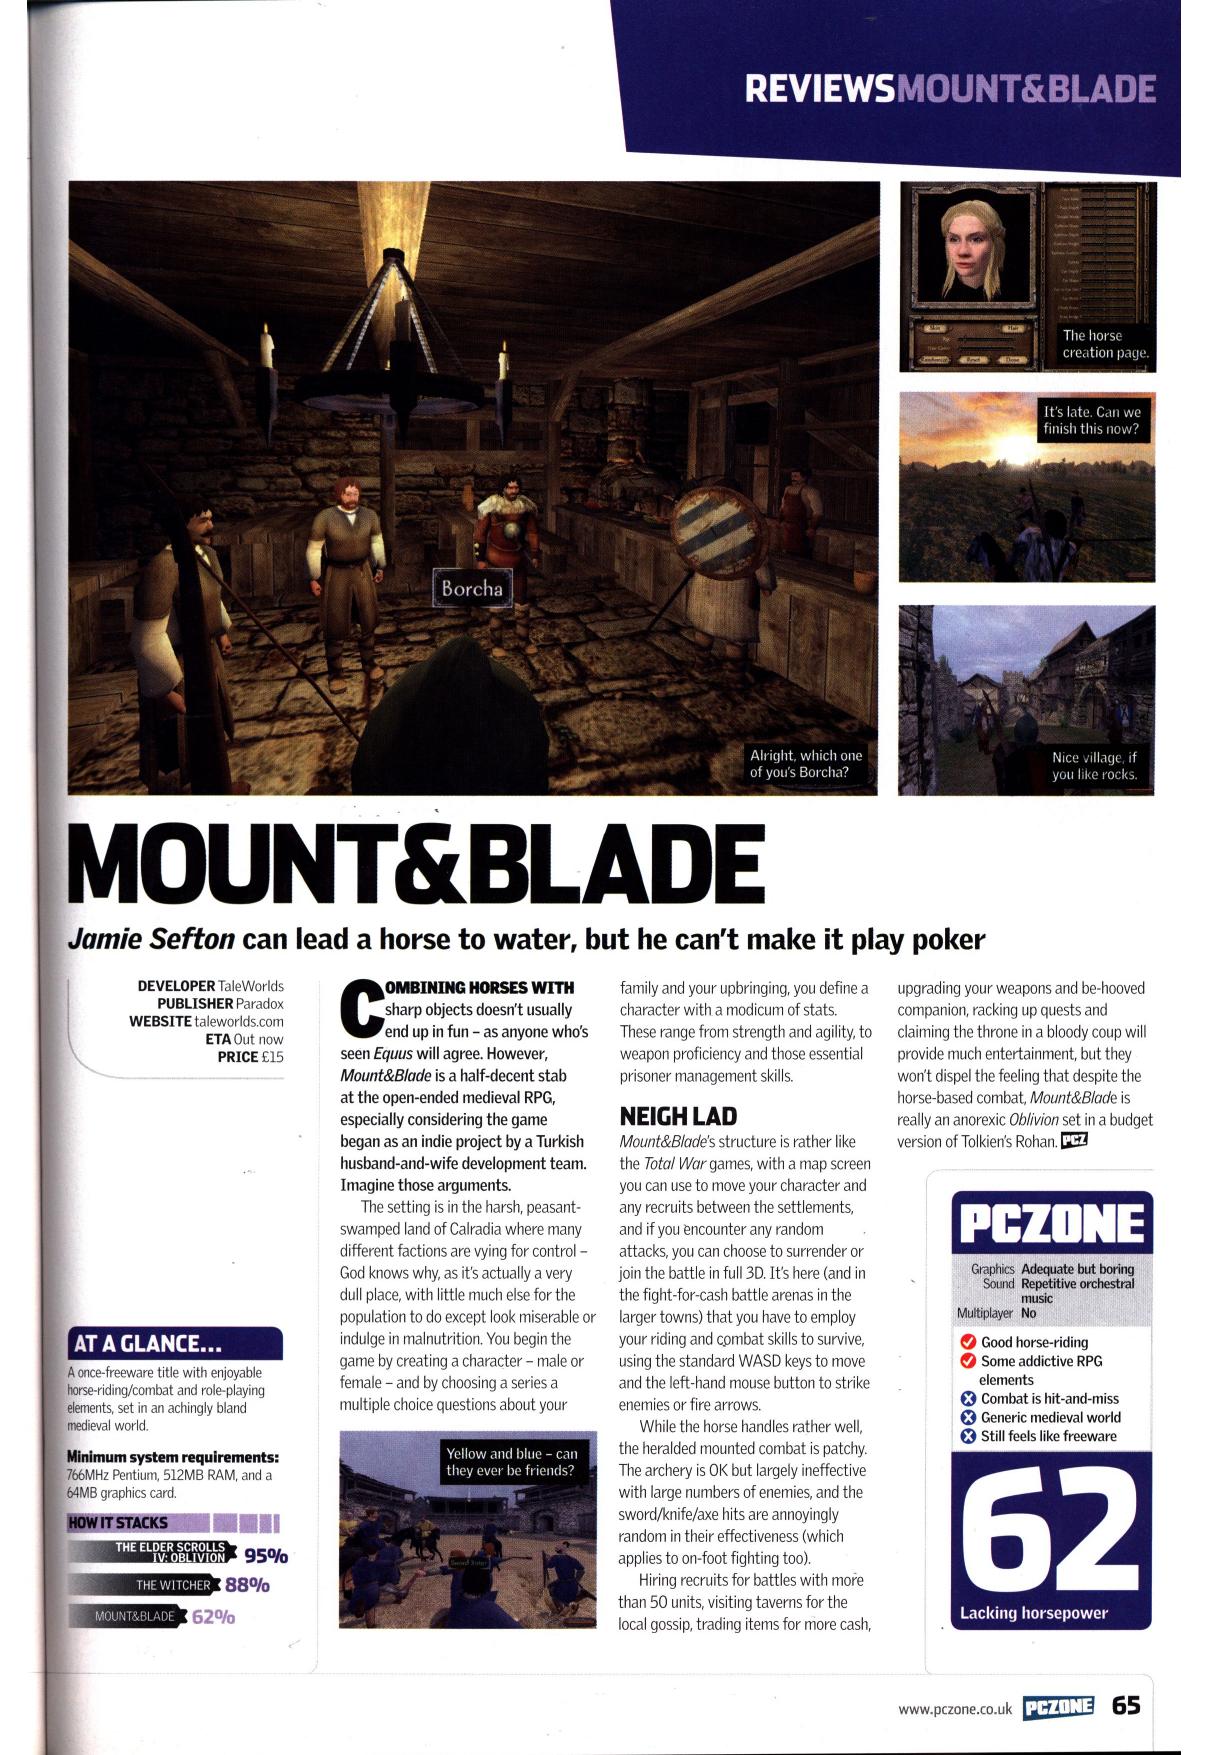 REVIEWSMOUNT&BLADE
Skin
Hair
Reset
Done
The horse
creation page.
It's late. Can we
finish this now?
Borcha
Alright, which one
of you's Borcha?
Nice village, if
you like rocks.
MOUNT&BLADE
Jamie Sefton can lead a horse to water, but he can't make it play poker
DEVELOPER TaleWorlds
PUBLISHER Paradox
WEBSITE taleworlds.com
ETA Out now
PRICE £15
AT A GLANCE...
A once-freeware title with enjoyable
horse-riding/combat and role-playing
elements, set in an achingly bland
medieval world.
Minimum system requirements:
766MHz Pentium, 512MB RAM, and a
64MB graphics card.
HOW IT STACKS
THE ELDER SCROLLS
IV: OBLIVION 95%
THE WITCHER 88%
MOUNT&BLADE 62%
COMBINING HORSES WITH
sharp objects doesn't usually
end up in fun – as anyone who's
seen Equus will agree. However,
Mount&Blade is a half-decent stab
at the open-ended medieval RPG,
especially considering the game
began as an indie project by a Turkish
husband-and-wife development team.
Imagine those arguments.
The setting is in the harsh, peasant-
swamped land of Calradia where many
different factions are vying for control –
God knows why, as it's actually a very
dull place, with little much else for the
population to do except look miserable or
indulge in malnutrition. You begin the
game by creating a character – male or
female – and by choosing a series a
multiple choice questions about your
Yellow and blue – can
they ever be friends?
family and your upbringing, you define a
character with a modicum of stats.
These range from strength and agility, to
weapon proficiency and those essential
prisoner management skills.
NEIGH LAD
Mount&Blade's structure is rather like
the Total War games, with a map screen
you can use to move your character and
any recruits between the settlements,
and if you encounter any random
attacks, you can choose to surrender or
join the battle in full 3D. It's here (and in
the fight-for-cash battle arenas in the
larger towns) that you have to employ
your riding and combat skills to survive,
using the standard WASD keys to move
and the left-hand mouse button to strike
enemies or fire arrows.
While the horse handles rather well,
the heralded mounted combat is patchy.
The archery is OK but largely ineffective
with large numbers of enemies, and the
sword/knife/axe hits are annoyingly
random in their effectiveness (which
applies to on-foot fighting too).
Hiring recruits for battles with more
than 50 units, visiting taverns for the
local gossip, trading items for more cash,
upgrading your weapons and be-hooved
companion, racking up quests and
claiming the throne in a bloody coup will
provide much entertainment, but they
won't dispel the feeling that despite the
horse-based combat, Mount&Blade is
really an anorexic Oblivion set in a budget
version of Tolkien's Rohan. PCZ
PCZONE
Graphics Adequate but boring
Sound Repetitive orchestral
music
Multiplayer No
Good horse-riding
Some addictive RPG
elements
Combat is hit-and-miss
Generic medieval world
Still feels like freeware
62
Lacking horsepower
www.pczone.co.uk PCZONE 65